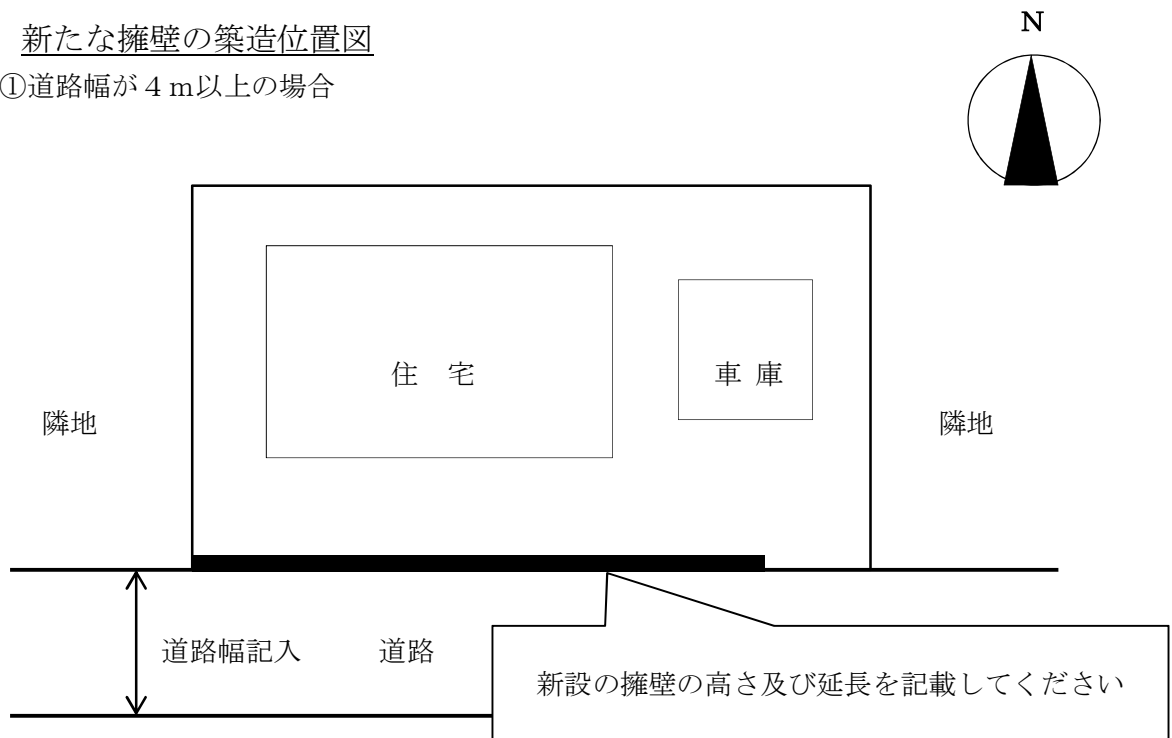 新たな擁壁の築造位置図
①道路幅が4m以上の場合
N
住 宅
車 庫
隣地
隣地
道路幅記入 道路
新設の擁壁の高さ及び延長を記載してください